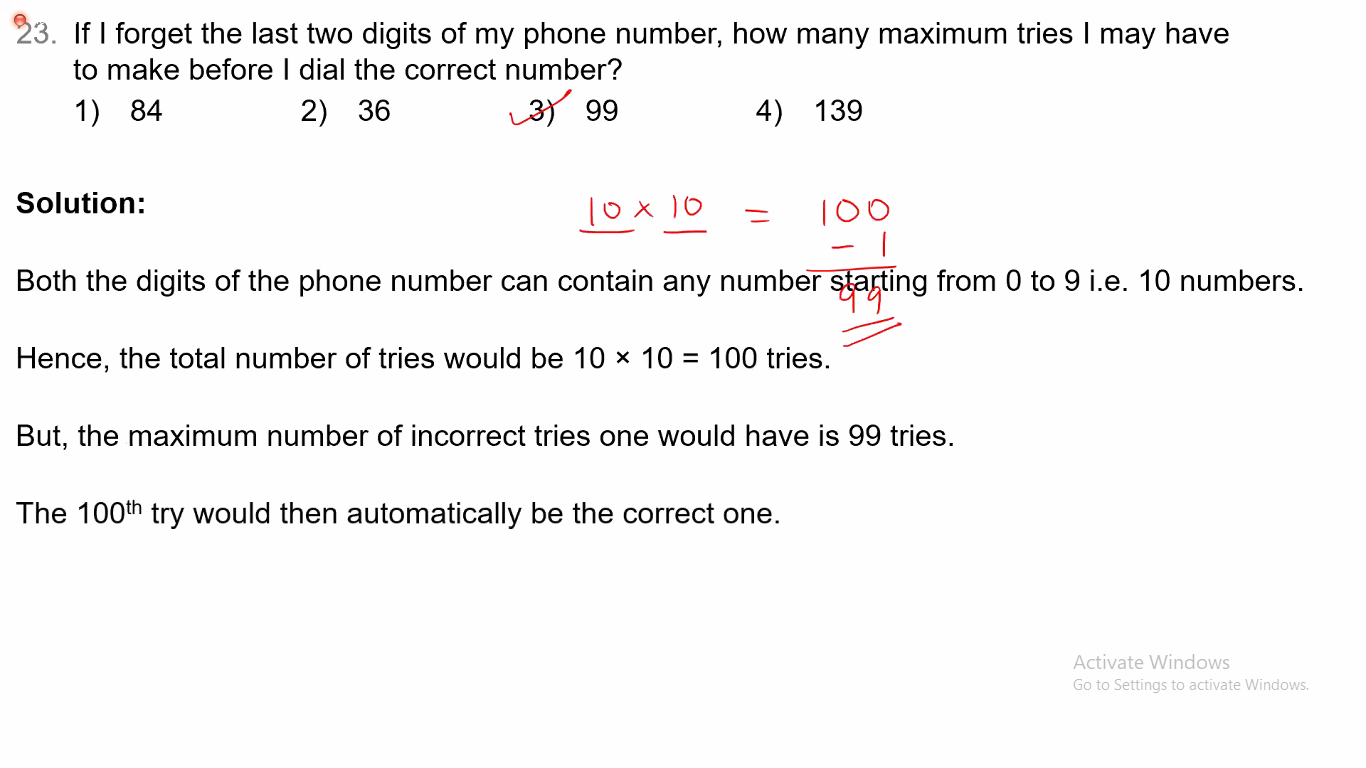 23. If I forget the last two digits of my phone number, how many maximum tries I may have
to make before I dial the correct number?
1) 84 2) 36 3) 99 4) 139
Solution:
10 × 10 = 100
- 1
Both the digits of the phone number can contain any number starting from 0 to 9 i.e. 10 numbers.
99
Hence, the total number of tries would be 10 × 10 = 100 tries.
But, the maximum number of incorrect tries one would have is 99 tries.
The 100th try would then automatically be the correct one.
Activate Windows
Go to Settings to activate Windows.